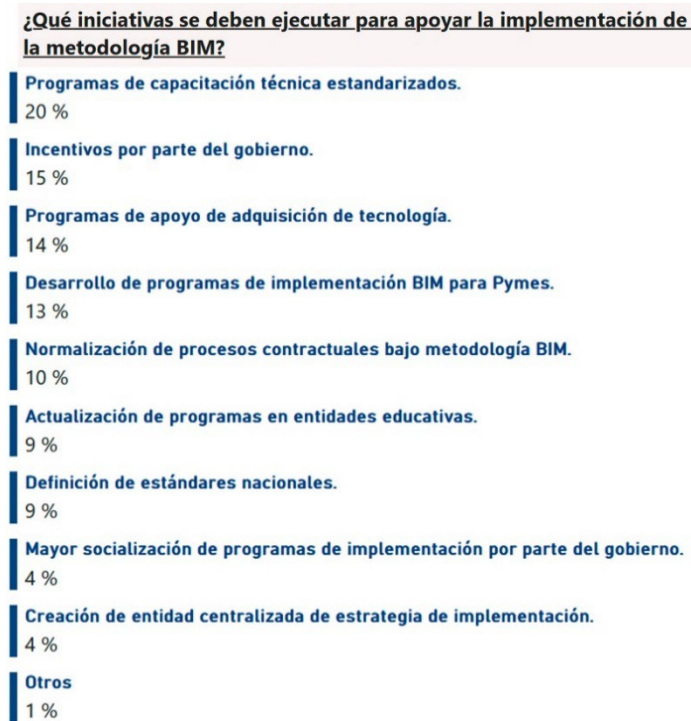 ¿Qué iniciativas se deben ejecutar para apoyar la implementación de
la metodología BIM?
Programas de capacitación técnica estandarizados.
20 %
Incentivos por parte del gobierno.
15 %
Programas de apoyo de adquisición de tecnología.
14 %
Desarrollo de programas de implementación BIM para Pymes.
13 %
Normalización de procesos contractuales bajo metodología BIM.
10 %
Actualización de programas en entidades educativas.
9 %
Definición de estándares nacionales.
9 %
Mayor socialización de programas de implementación por parte del gobierno.
4 %
Creación de entidad centralizada de estrategia de implementación.
4 %
Otros
1 %